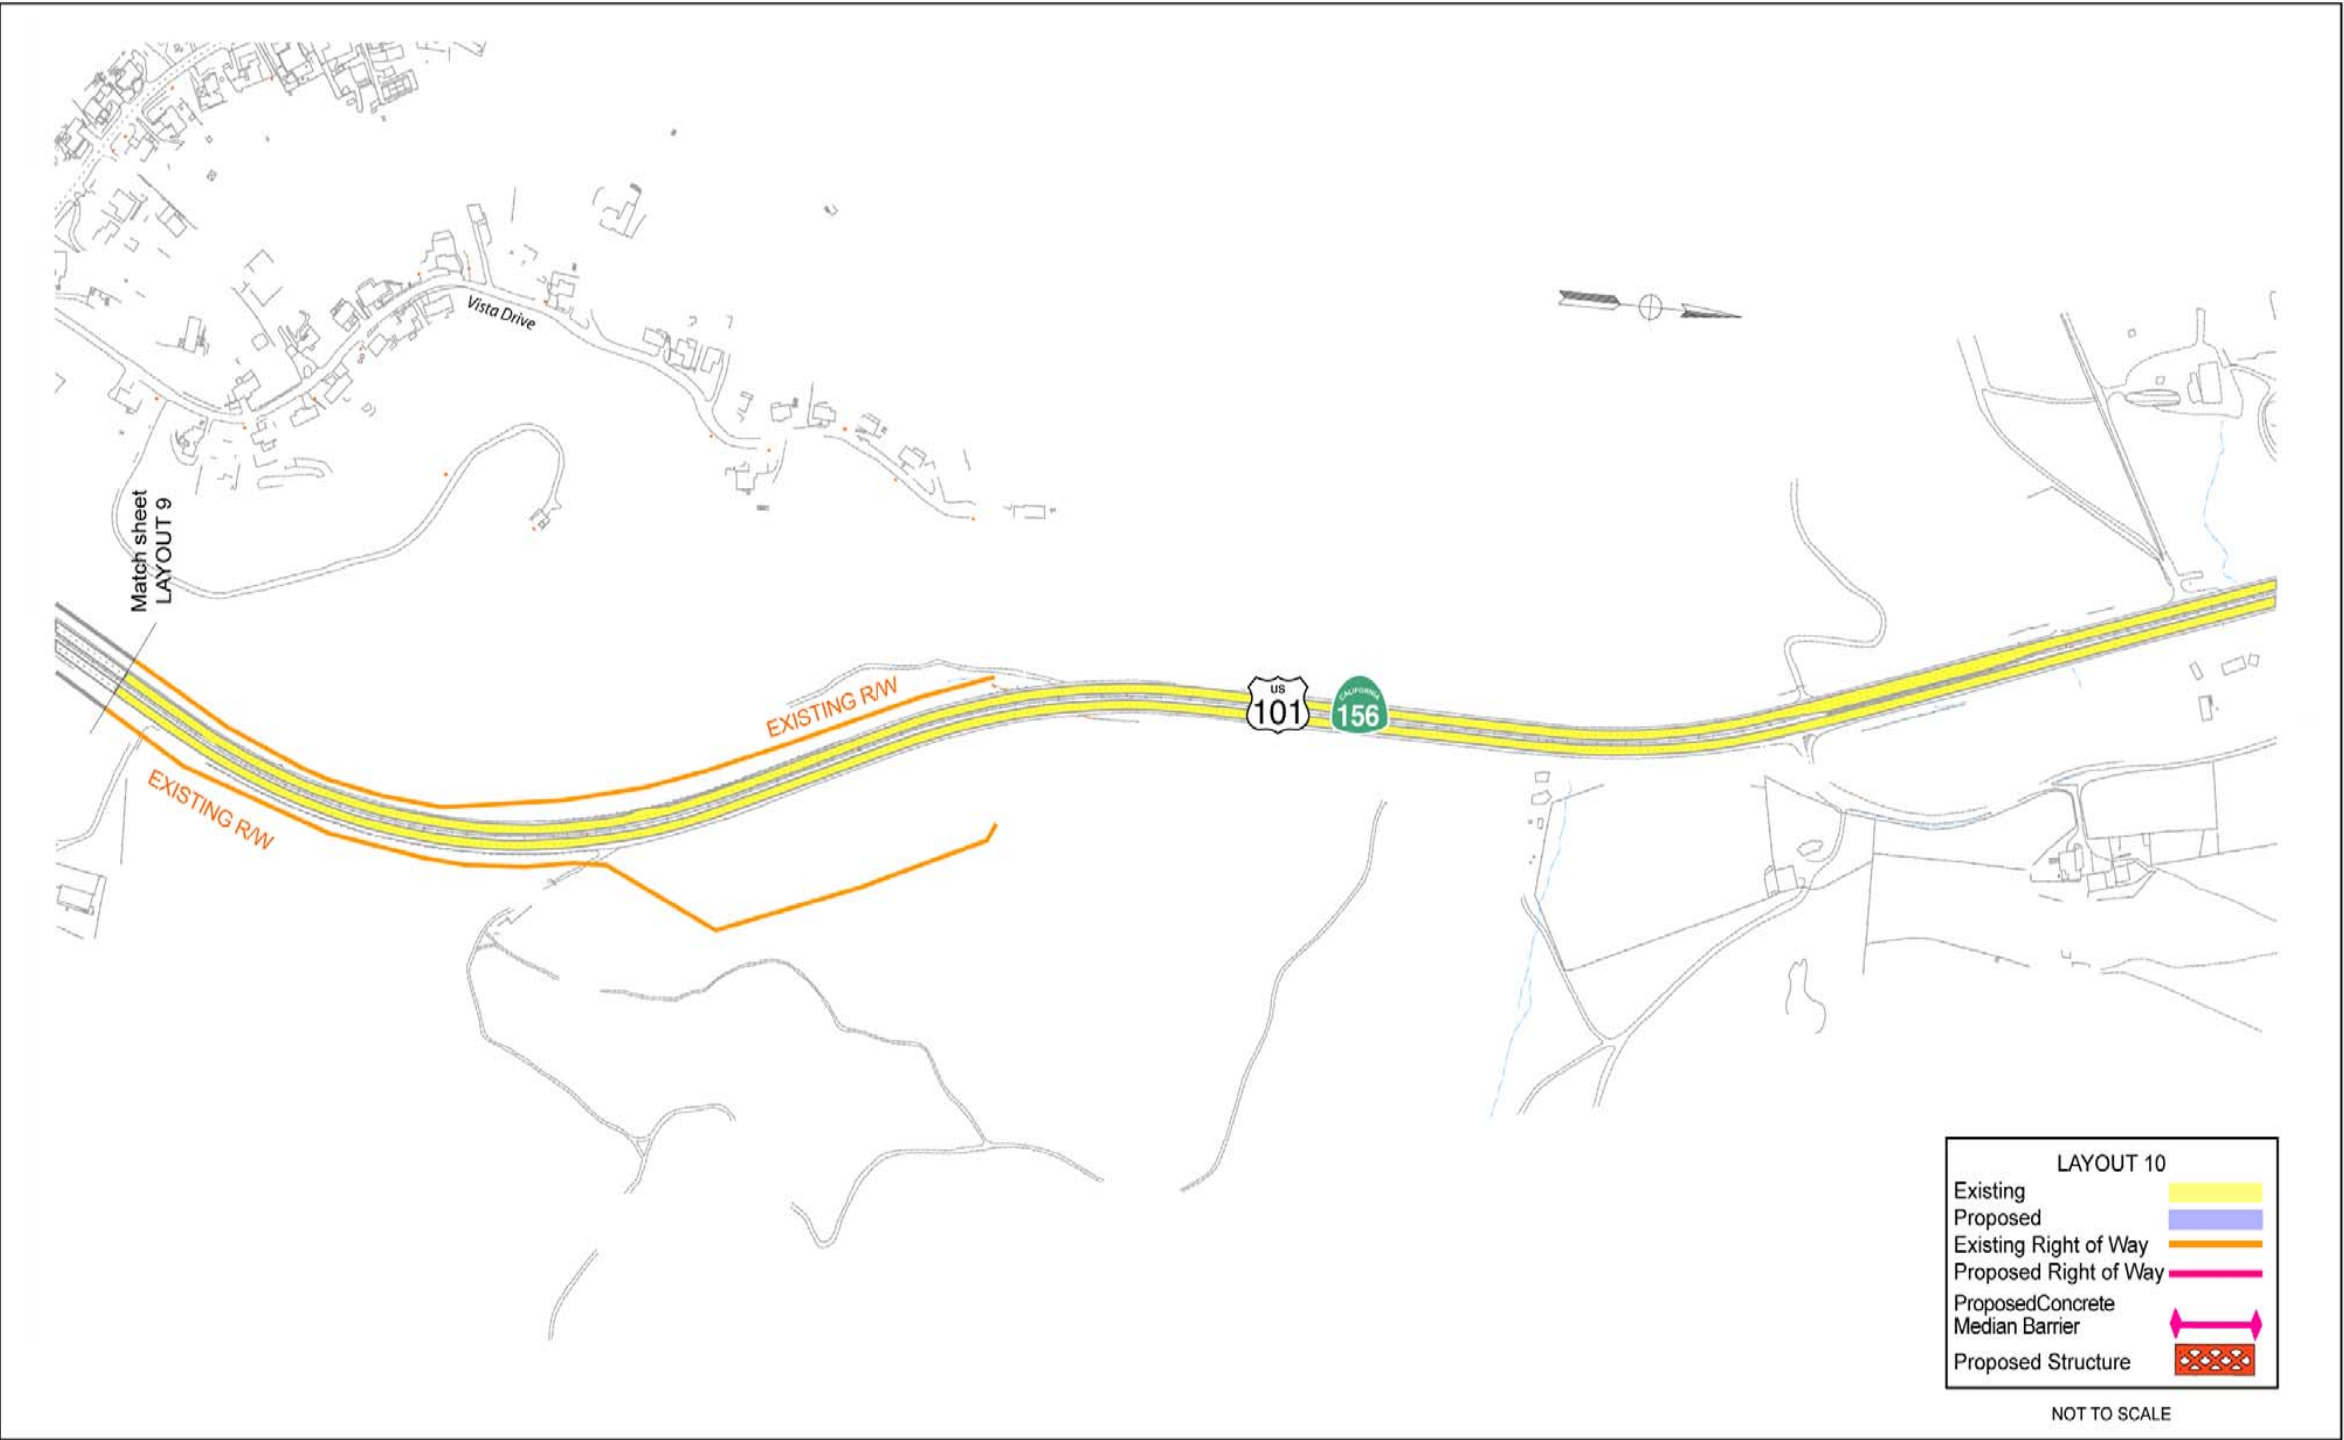 Vista Drive
Match sheet
LAYOUT 9
EXISTING R/W
EXISTING R/W
US
101
CALIFORNIA
156
LAYOUT 10
Existing
Proposed
Existing Right of Way
Proposed Right of Way
ProposedConcrete
Median Barrier
Proposed Structure
NOT TO SCALE